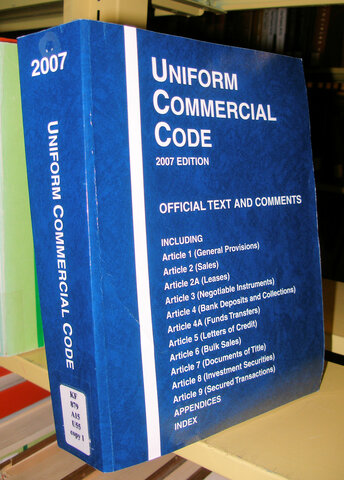 2007
UNIFORM COMMERCIAL CODE
KF
879
A15
U55
copy 1
UNIFORM
COMMERCIAL
CODE
2007 EDITION
OFFICIAL TEXT AND COMMENTS
INCLUDING
Article 1 (General Provisions)
Article 2 (Sales)
Article 2A (Leases)
Article 3 (Negotiable Instruments)
Article 4 (Bank Deposits and Collections)
Article 4A (Funds Transfers)
Article 5 (Letters of Credit)
Article 6 (Bulk Sales)
Article 7 (Documents of Title)
Article 8 (Investment Securities)
Article 9 (Secured Transactions)
APPENDICES
INDEX